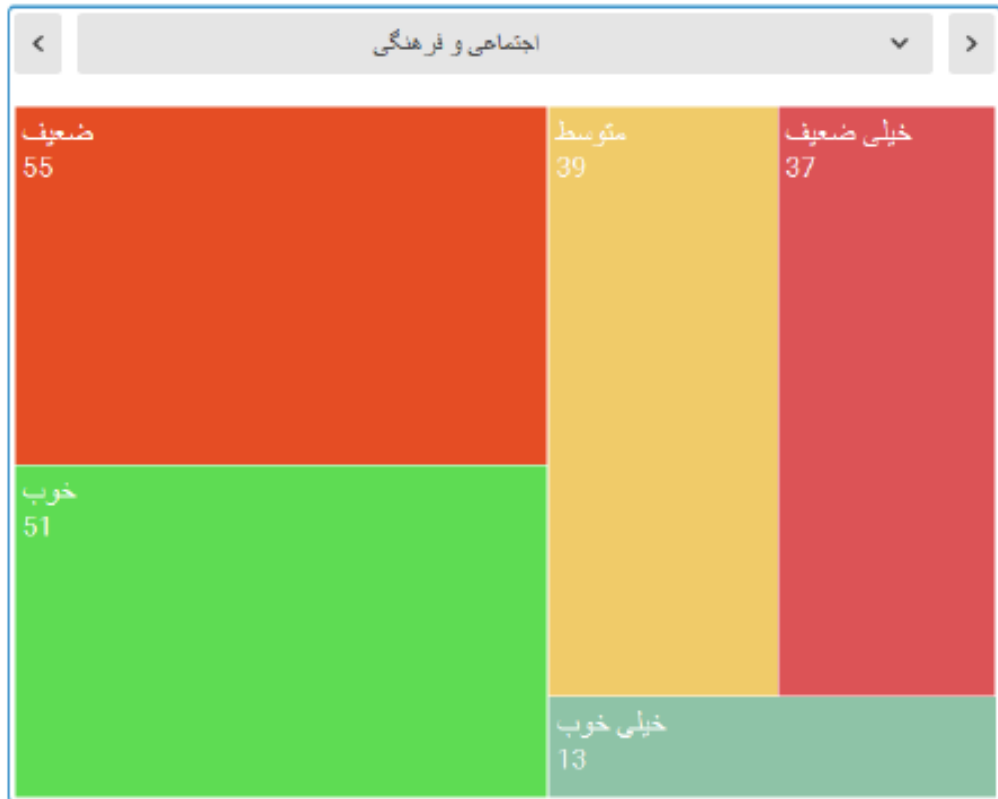 اجتماعی و فرهنگی
ضعیف
55
متوسط
39
خیلی ضعیف
37
خوب
51
خیلی خوب
13